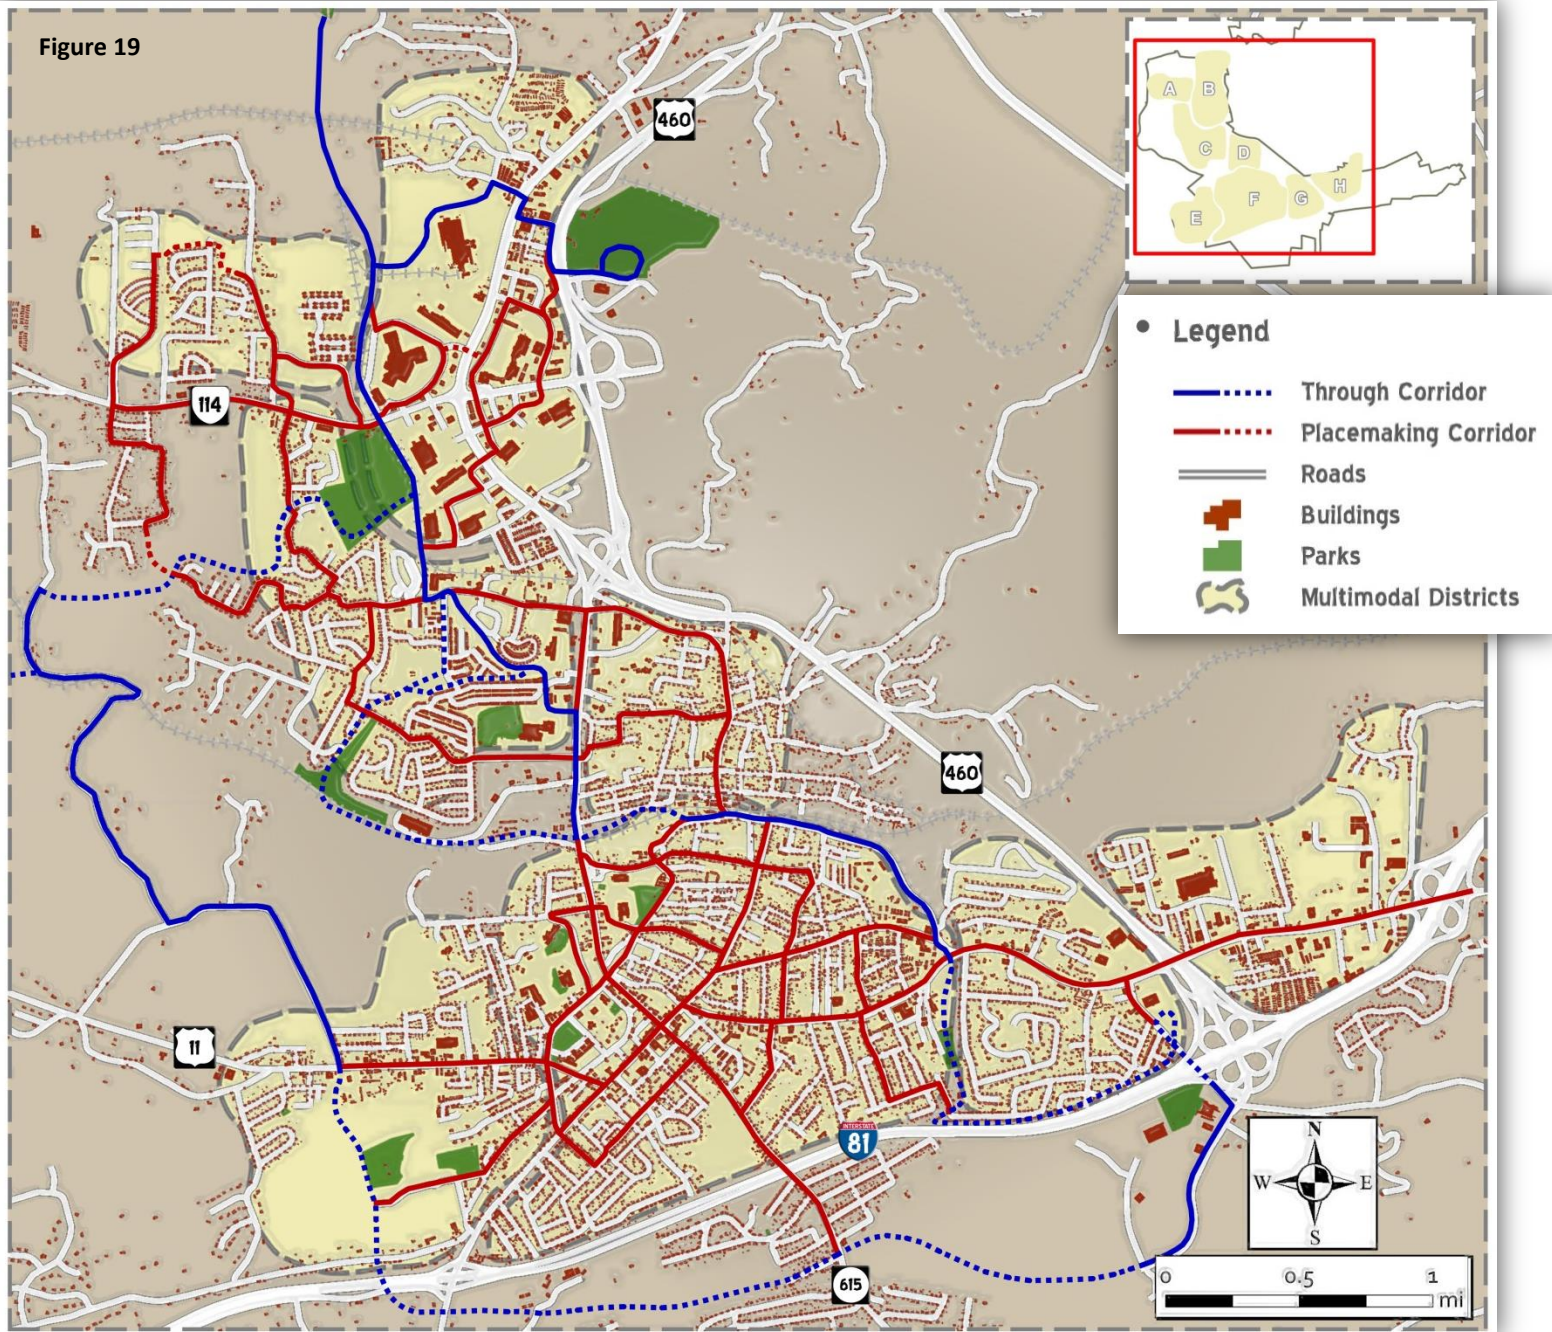 Figure 19
460
A
B
C
D
E
F
G
H
Legend
Through Corridor
Placemaking Corridor
Roads
Buildings
Parks
Multimodal Districts
114
460
11
INTERSTATE
81
615
N
W
E
S
0
0.5
1
mi